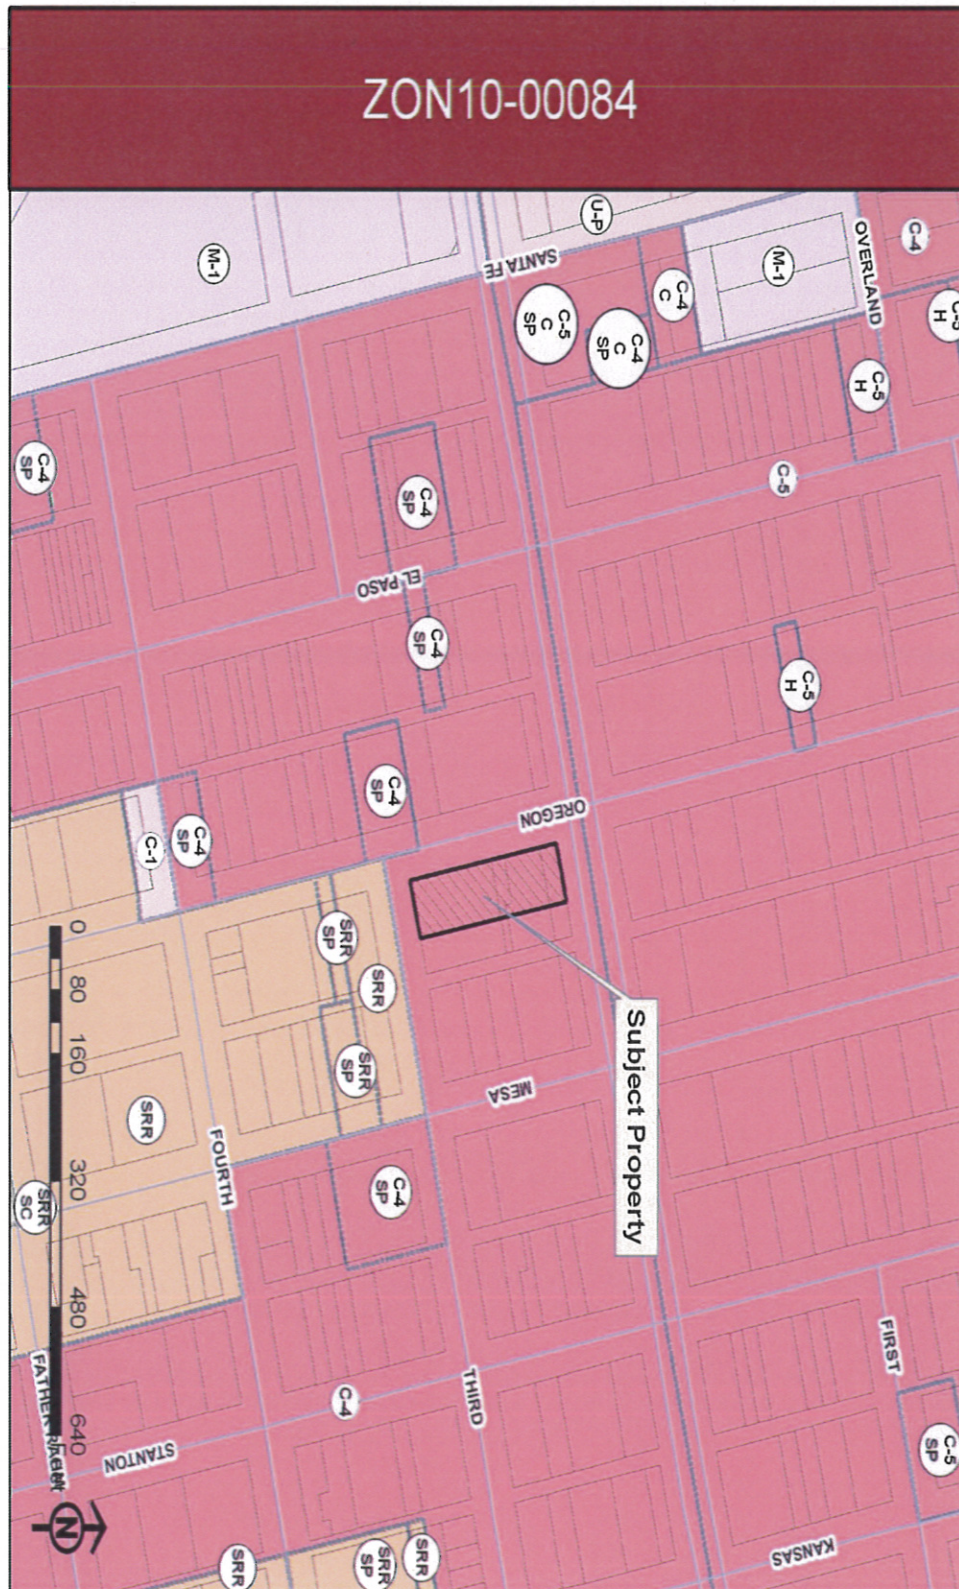 ZON10-00084
U-P
C-4
M-1
M-1
OVERLAND
SANTA FE
C-4
C
C-5
H
C-5
C
SP
C-4
C
SP
C-5
H
C-4
SP
C-5
C-4
SP
EL PASO
C-4
SP
C-5
H
C-4
SP
OREGON
C-4
SP
C-1
SRR
SP
SRR
Subject Property
SRR
SP
MESA
SRR
FOURTH
C-4
SP
SRR
SC
FIRST
THIRD
C-4
C-5
SP
STANTON
KANSAS
SRR
SRR
SP
SRR
0
80
160
320
480
640
N